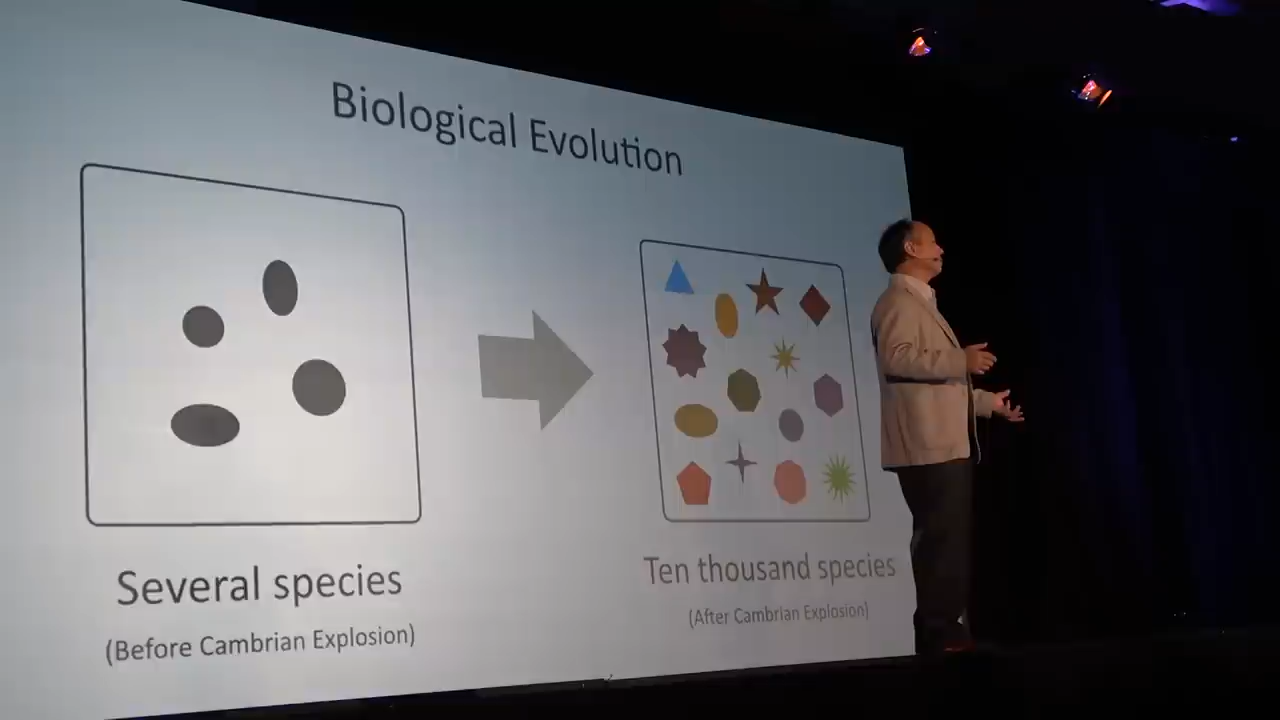 Biological Evolution
Several species
(Before Cambrian Explosion)
Ten thousand species
(After Cambrian Explosion)